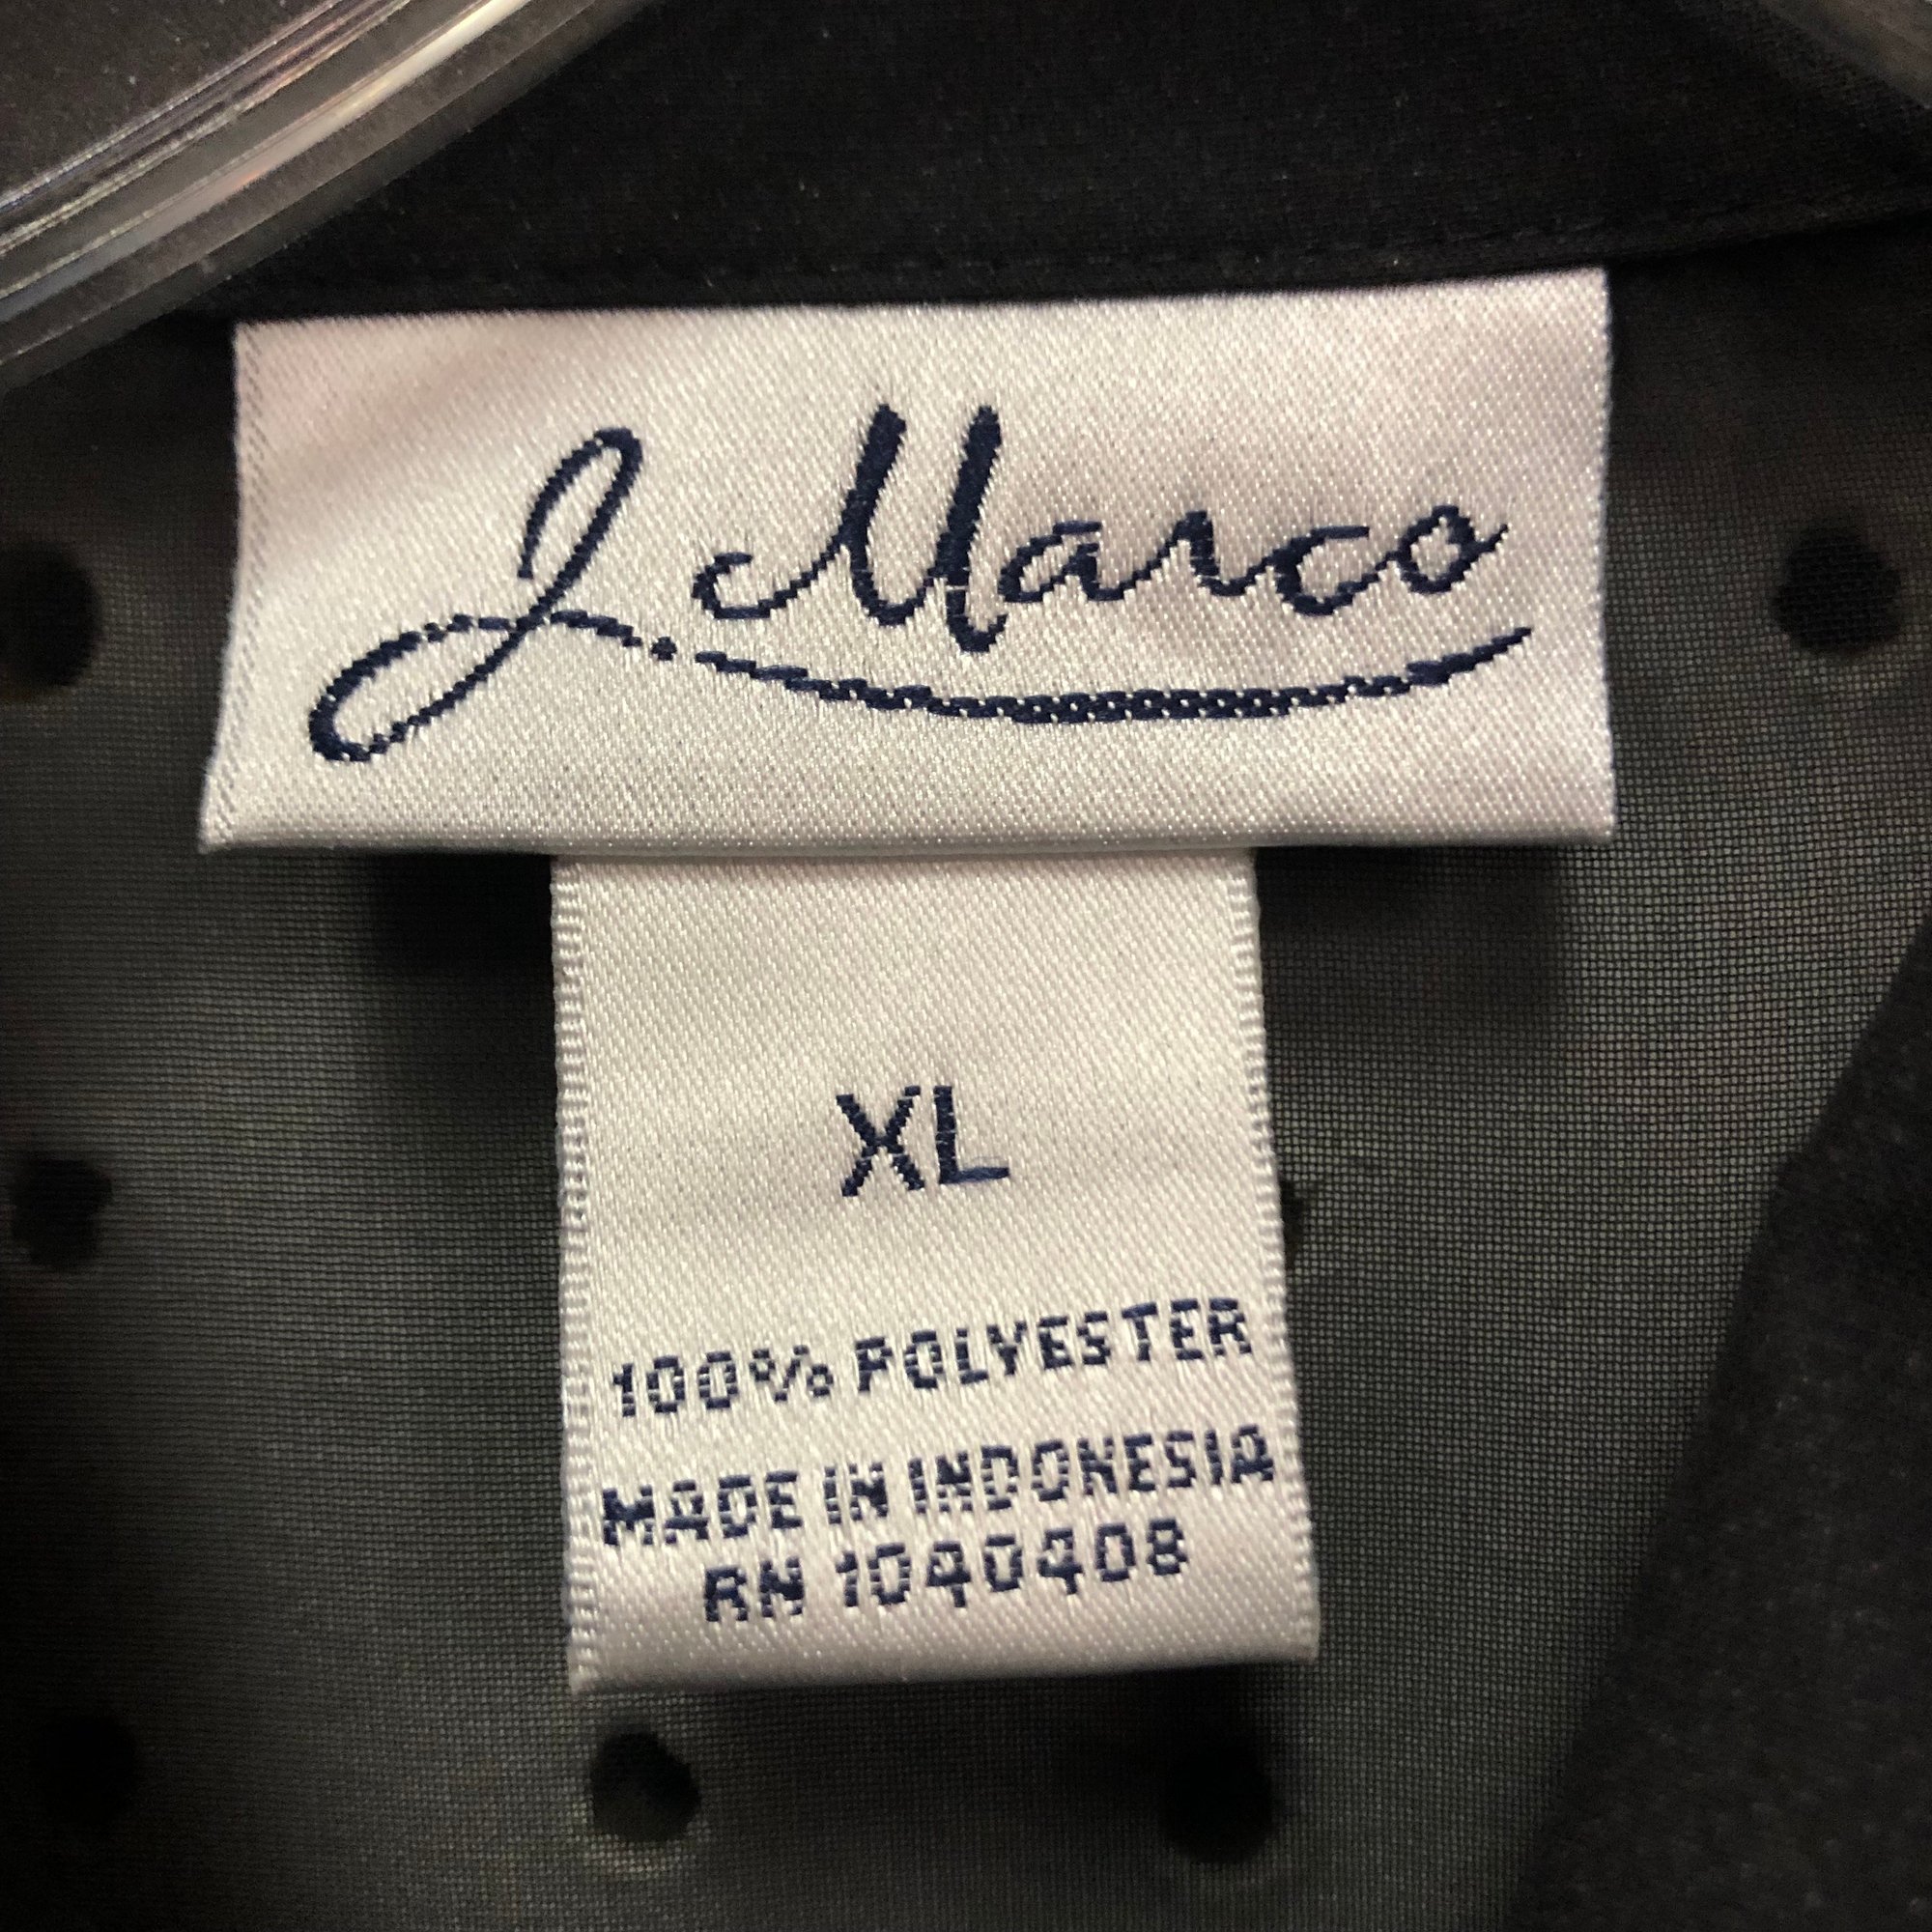 J. Marco
XL
100% POLYESTER
MADE IN INDONESIA
RN 1040408